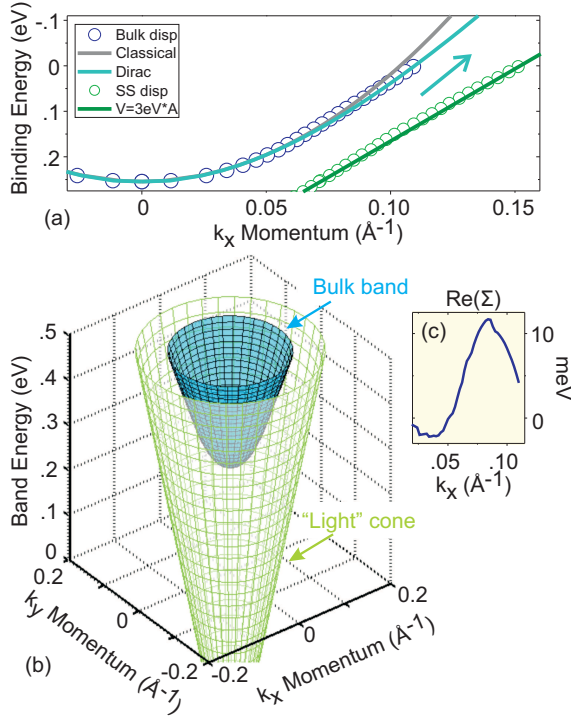 -.1
0
.1
.2
Binding Energy (eV)
Bulk disp
Classical
Dirac
SS disp
V=3eV*A
(a)
0
0.05
0.10
0.15
kx Momentum (Å-1)
Bulk band
.5
.4
.3
.2
.1
0
Band Energy (eV)
"Light" cone
0.2
0
-0.2
ky Momentum (Å-1)
-0.2
0
0.2
kx Momentum (Å-1)
(b)
Re(Σ)
(c)
10
0
meV
.05
.10
kx (Å-1)